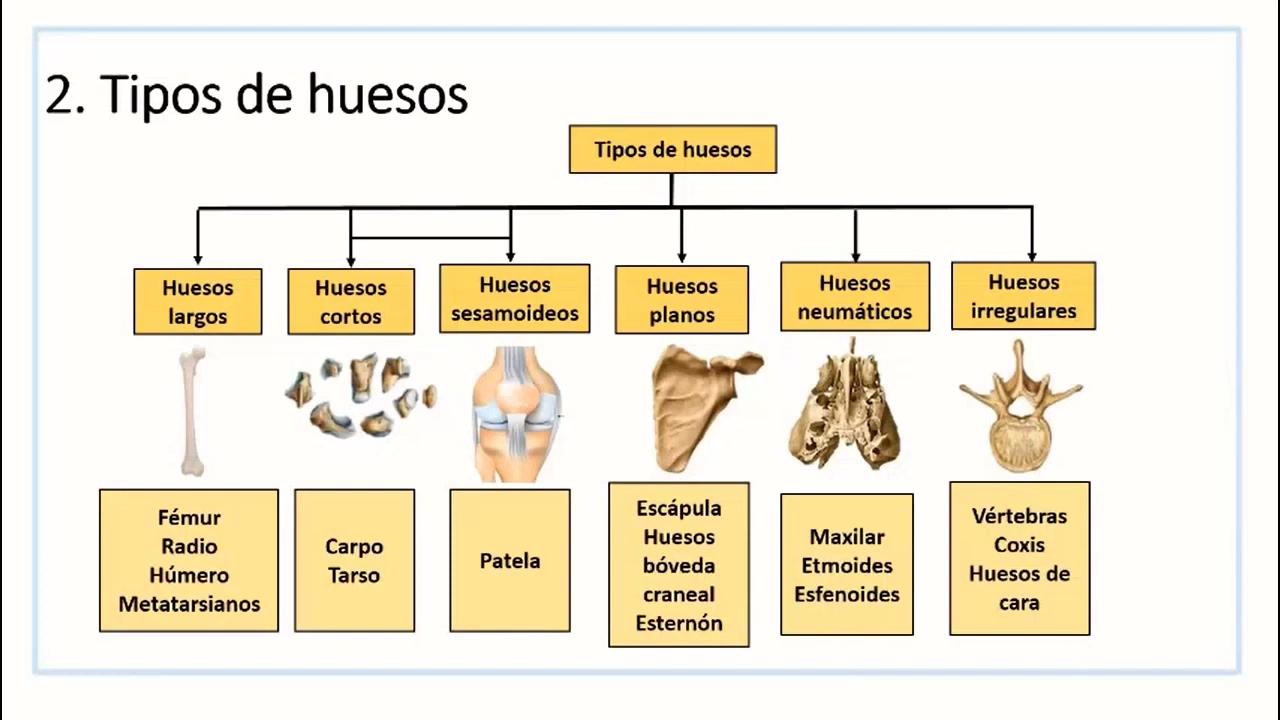 2. Tipos de huesos
Tipos de huesos
Huesos
largos
Huesos
cortos
Huesos
sesamoideos
Huesos
planos
Huesos
neumáticos
Huesos
irregulares
Fémur
Radio
Húmero
Metatarsianos
Carpo
Tarso
Patela
Escápula
Huesos
bóveda
craneal
Esternón
Maxilar
Etmoides
Esfenoides
Vértebras
Coxis
Huesos de
cara